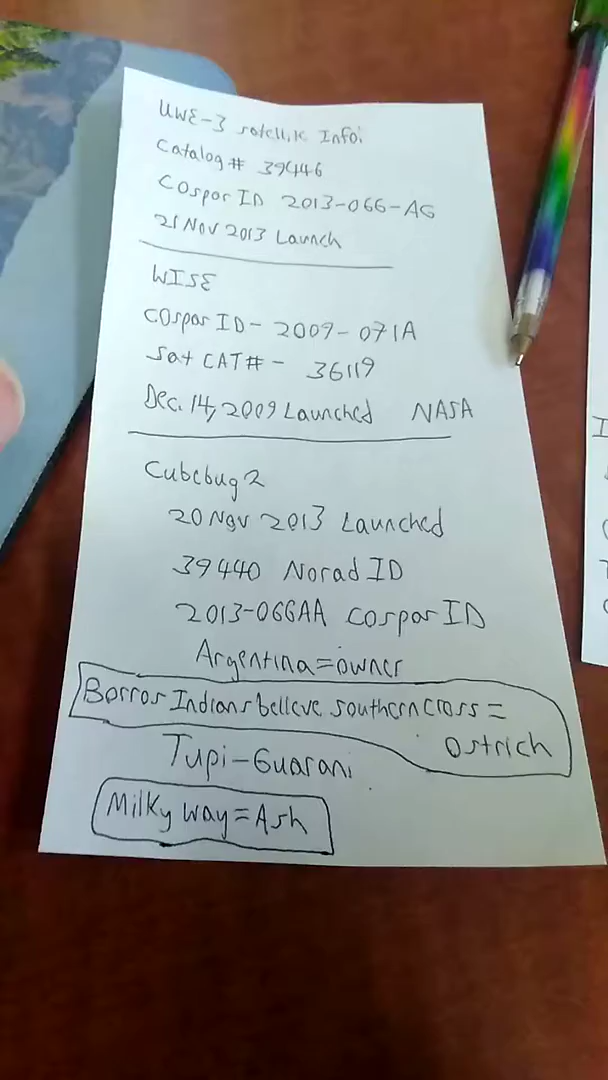 UWE-3 satellite Info:
Catalog# 39446
Cospar ID 2013-066-AG
21 Nov 2013 Launch
WISE
Cospar ID- 2009-071A
Sat CAT# - 36119
Dec. 14, 2009 Launched NASA
Cubebug2
20 Nov 2013 Launched
39440 Norad ID
2013-066AA Cospar ID
Argentina=owner
Borros Indians believe southern cross =
Ostrich
Tupi-Guarani
Milky way = Ash